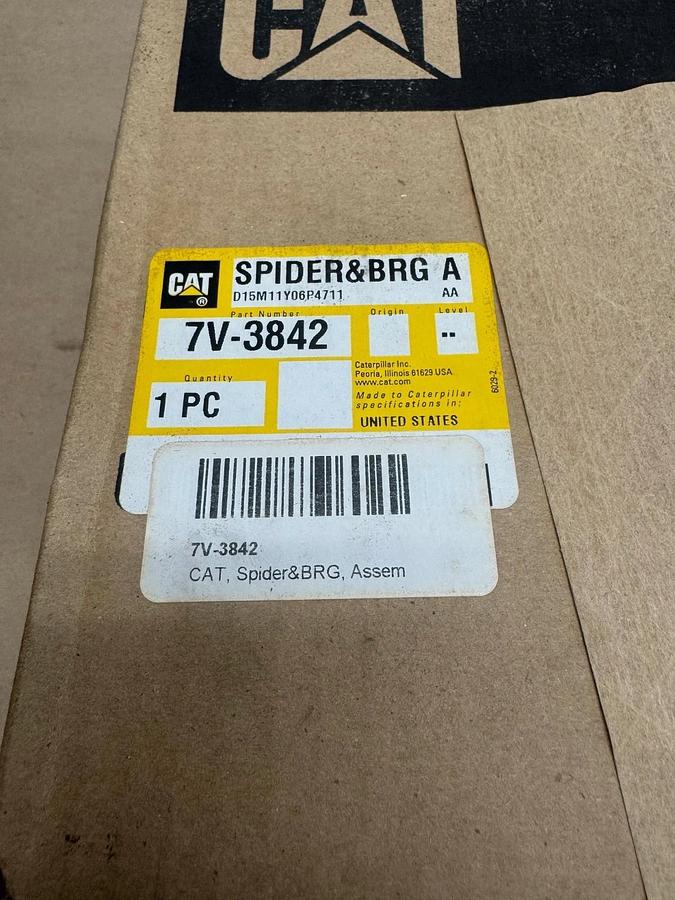 CAT
CAT ®
SPIDER&BRG A
D15M11Y06P4711 AA
Part Number Origin Level
7V-3842 --
Quantity
1 PC
Caterpillar Inc.
Peoria, Illinois 61629 USA
www.cat.com
Made to Caterpillar
specifications in:
UNITED STATES
6029-2
7V-3842
CAT, Spider&BRG, Assem